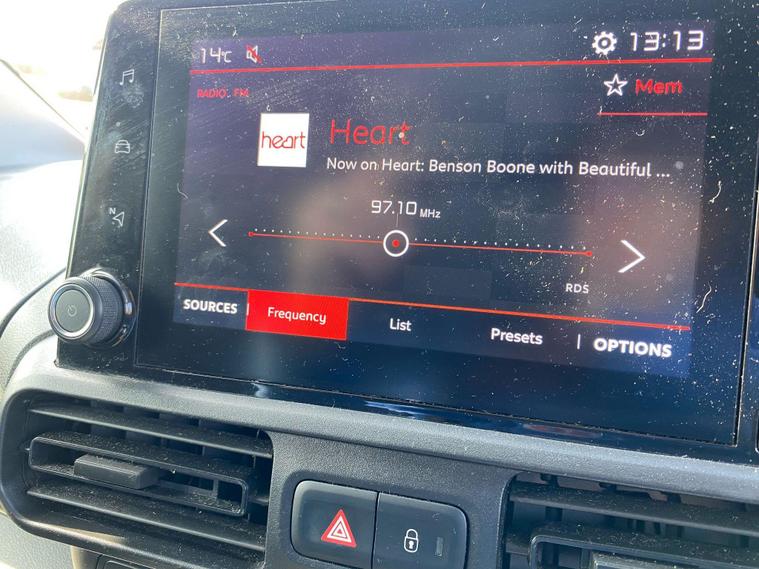 14°C
13:13
RADIO FM
Mem
heart
Heart
Now on Heart: Benson Boone with Beautiful ...
97.10 MHz
N
RDS
SOURCES
Frequency
List
Presets
OPTIONS